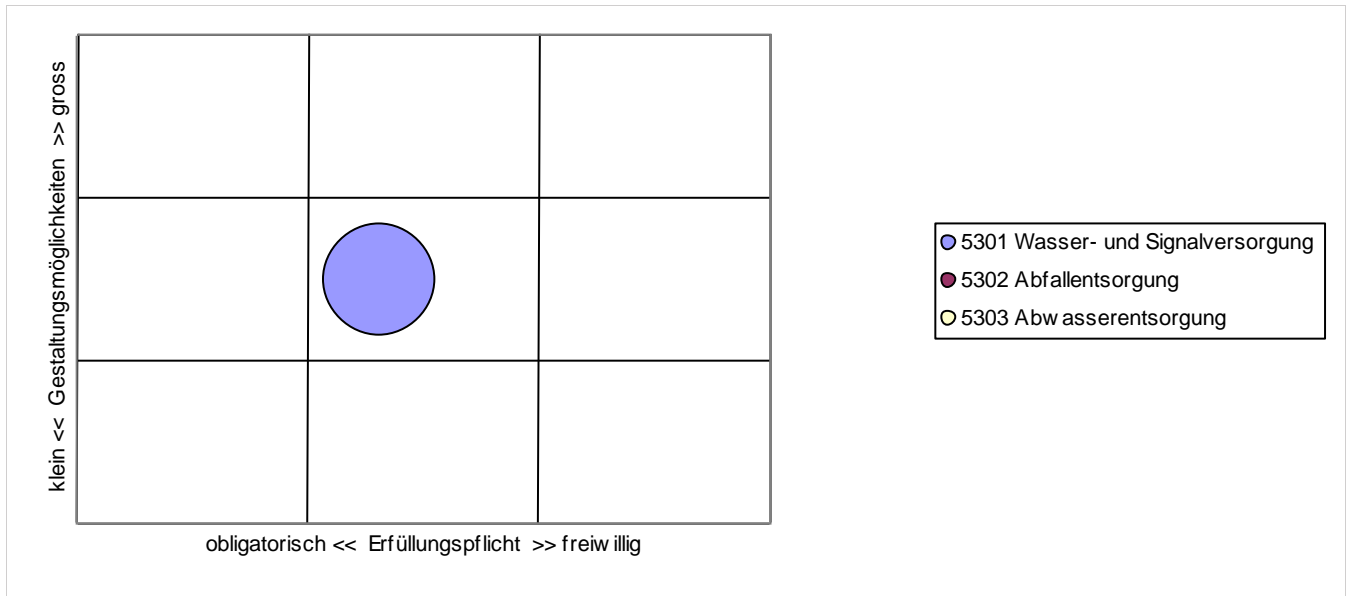 klein << Gestaltungsmöglichkeiten >> gross
5301 Wasser- und Signalversorgung
5302 Abfallentsorgung
5303 Abwasserentsorgung
obligatorisch << Erfüllungspflicht >> freiwillig